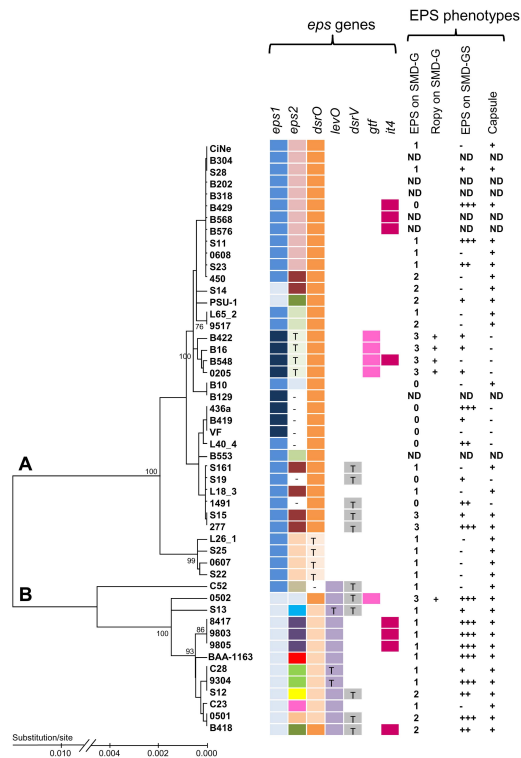 eps genes
EPS phenotypes
eps1 eps2 dsrO levO dsrV gtf it4 EPS on SMD-G Ropy on SMD-G EPS on SMD-GS Capsule
CiNe 1 - +
B304 ND ND ND
S28 1 + +
B202 ND ND ND
B318 ND ND ND
B429 0 +++ +
B568 ND ND ND
B576 ND ND ND
S11 1 +++ +
0608 1 - +
S23 1 ++ +
450 2 - +
S14 2 - +
PSU-1 2 + +
L65_2 1 - +
76 9517 2 - +
B422 T 3 + + -
B16 T 3 + + -
100 B548 T 3 + + -
0205 T 3 + + -
B10 0 - +
B129 - ND ND ND
436a - 0 +++ -
B419 - 0 + -
VF - 0 - -
L40_4 - 0 ++ -
B553 ND ND ND
A
100
S161 T 1 - +
S19 - T 0 + -
L18_3 1 - +
1491 - T 0 ++ -
S15 T 3 + +
277 T 3 +++ +
L26_1 T 1 - +
S25 T 1 - +
99 0607 T 1 - +
S22 T 1 - +
C52 - T 1 - +
B
0502 T 3 + +++ +
S13 T T 1 + +
8417 1 +++ +
100 86 9803 1 +++ +
9805 1 +++ +
93 BAA-1163 1 +++ +
C28 T 1 + +
9304 T 1 +++ +
S12 T 2 ++ +
C23 1 - +
0501 T 2 +++ +
B418 T 2 ++ +
Substitution/site
0.010 0.004 0.002 0.000